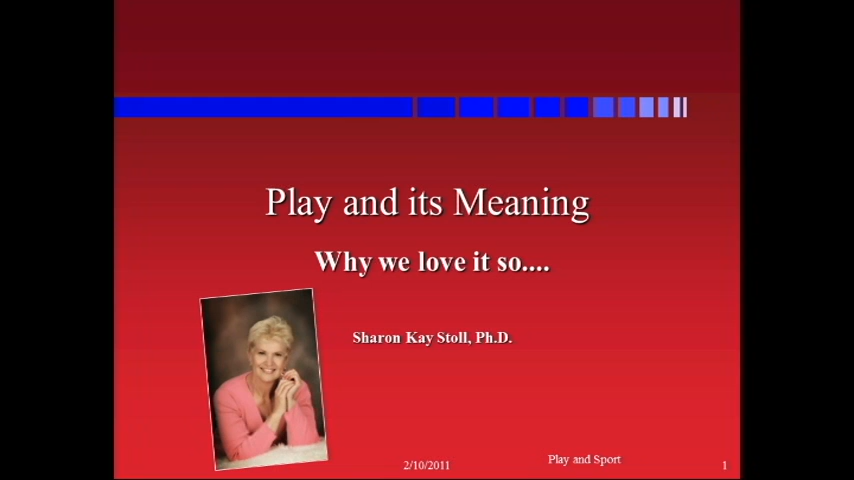 Play and its Meaning
Why we love it so....
Sharon Kay Stoll, Ph.D.
2/10/2011
Play and Sport
1